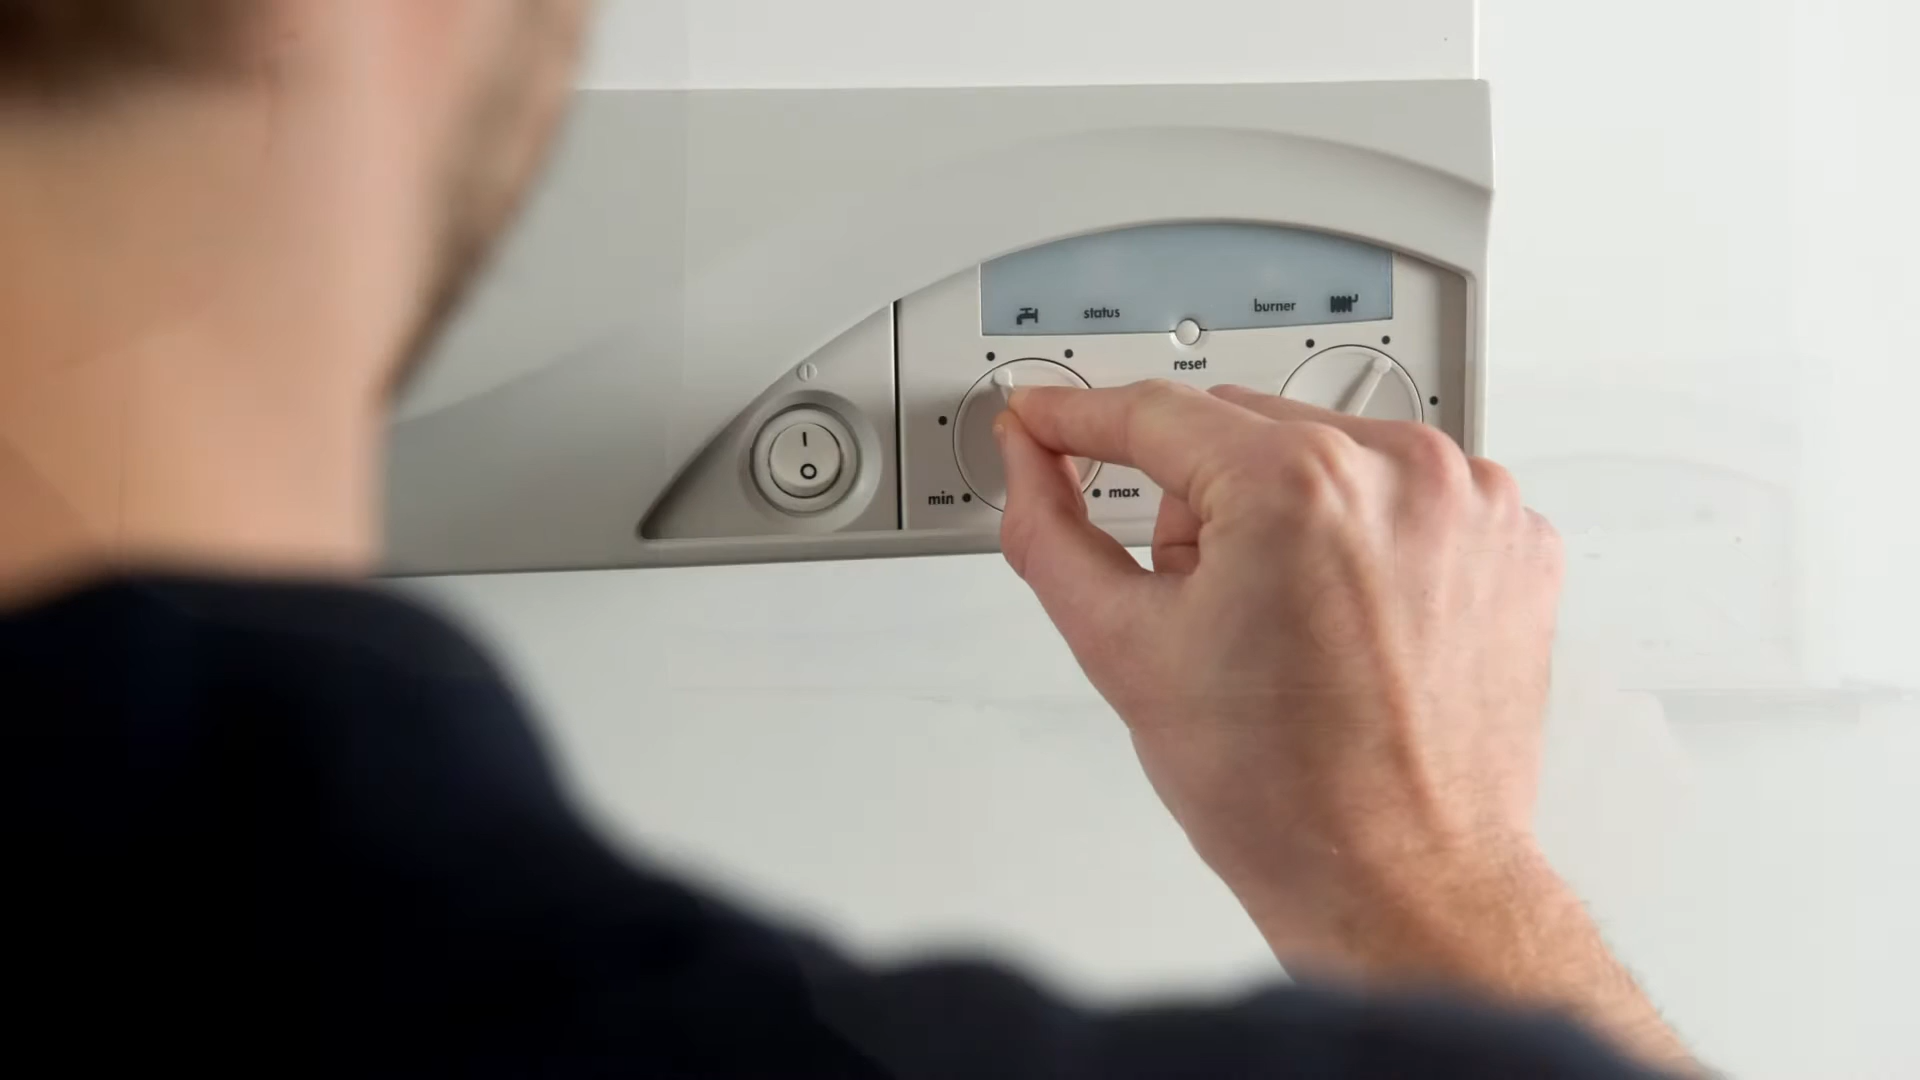 status
burner
reset
I
O
min
max